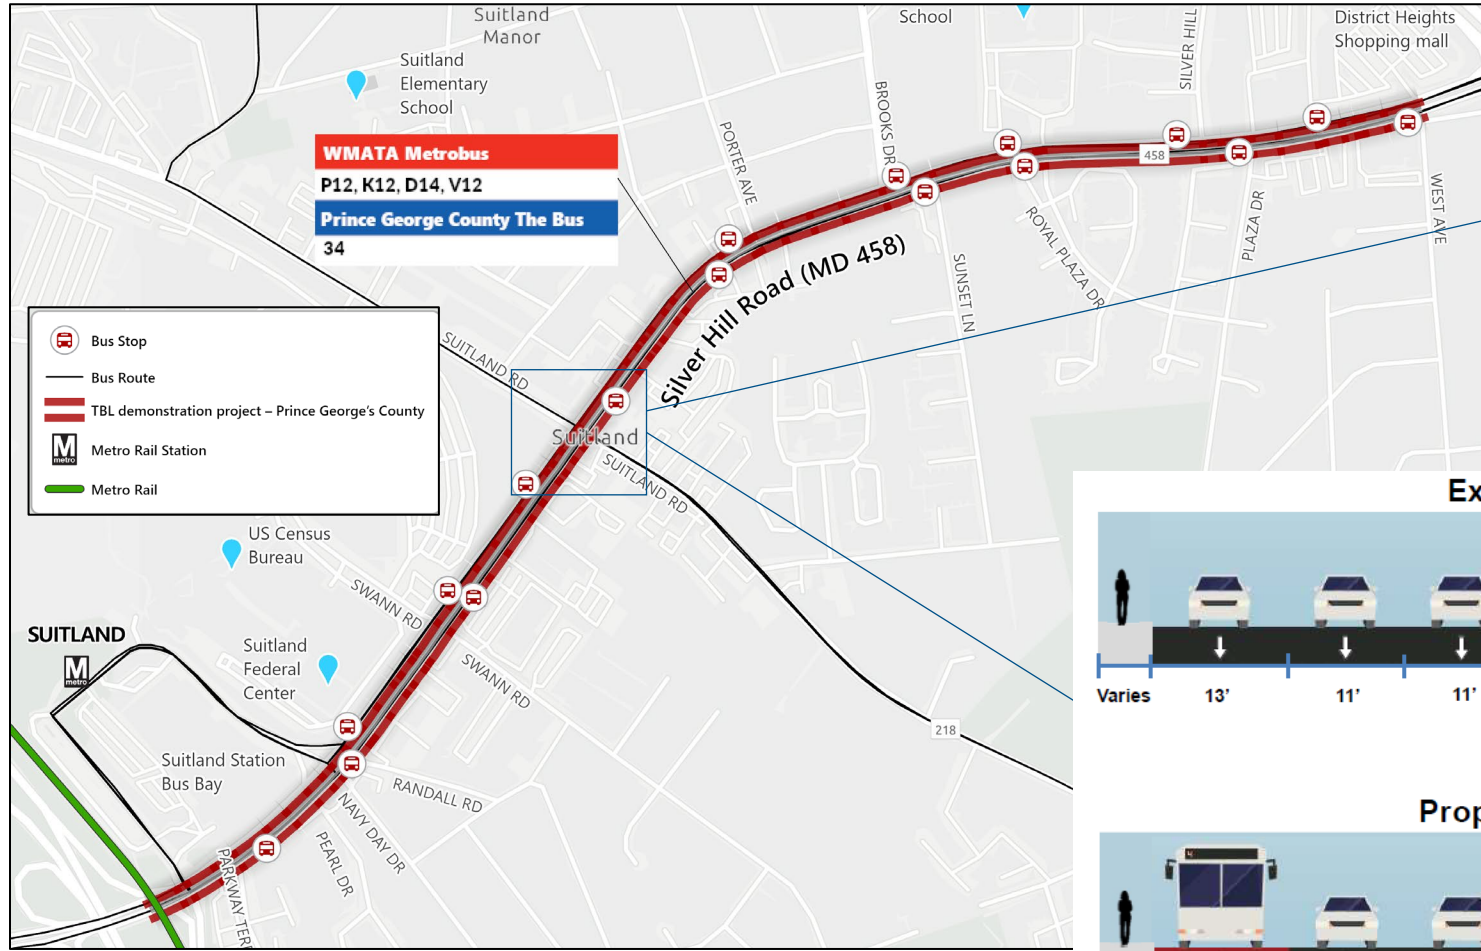 Suitland
Manor
School
District Heights
Shopping mall
Suitland
Elementary
School
SILVER HILL
BROOKS DR
PORTER AVE
WMATA Metrobus
P12, K12, D14, V12
Prince George County The Bus
34
458
WEST AVE
PLAZA DR
ROYAL PLAZA DR
SUNSET LN
Silver Hill Road (MD 458)
Bus Stop
Bus Route
TBL demonstration project – Prince George's County
M
metro
Metro Rail Station
Metro Rail
SUITLAND RD
Suitland
SUITLAND RD
US Census
Bureau
SWANN RD
SUITLAND
M
metro
Suitland
Federal
Center
SWANN RD
218
Suitland Station
Bus Bay
RANDALL RD
NAVY DAY DR
PEARL DR
PARKWAY TERR
Ex
Varies
13'
11'
11'
Prop